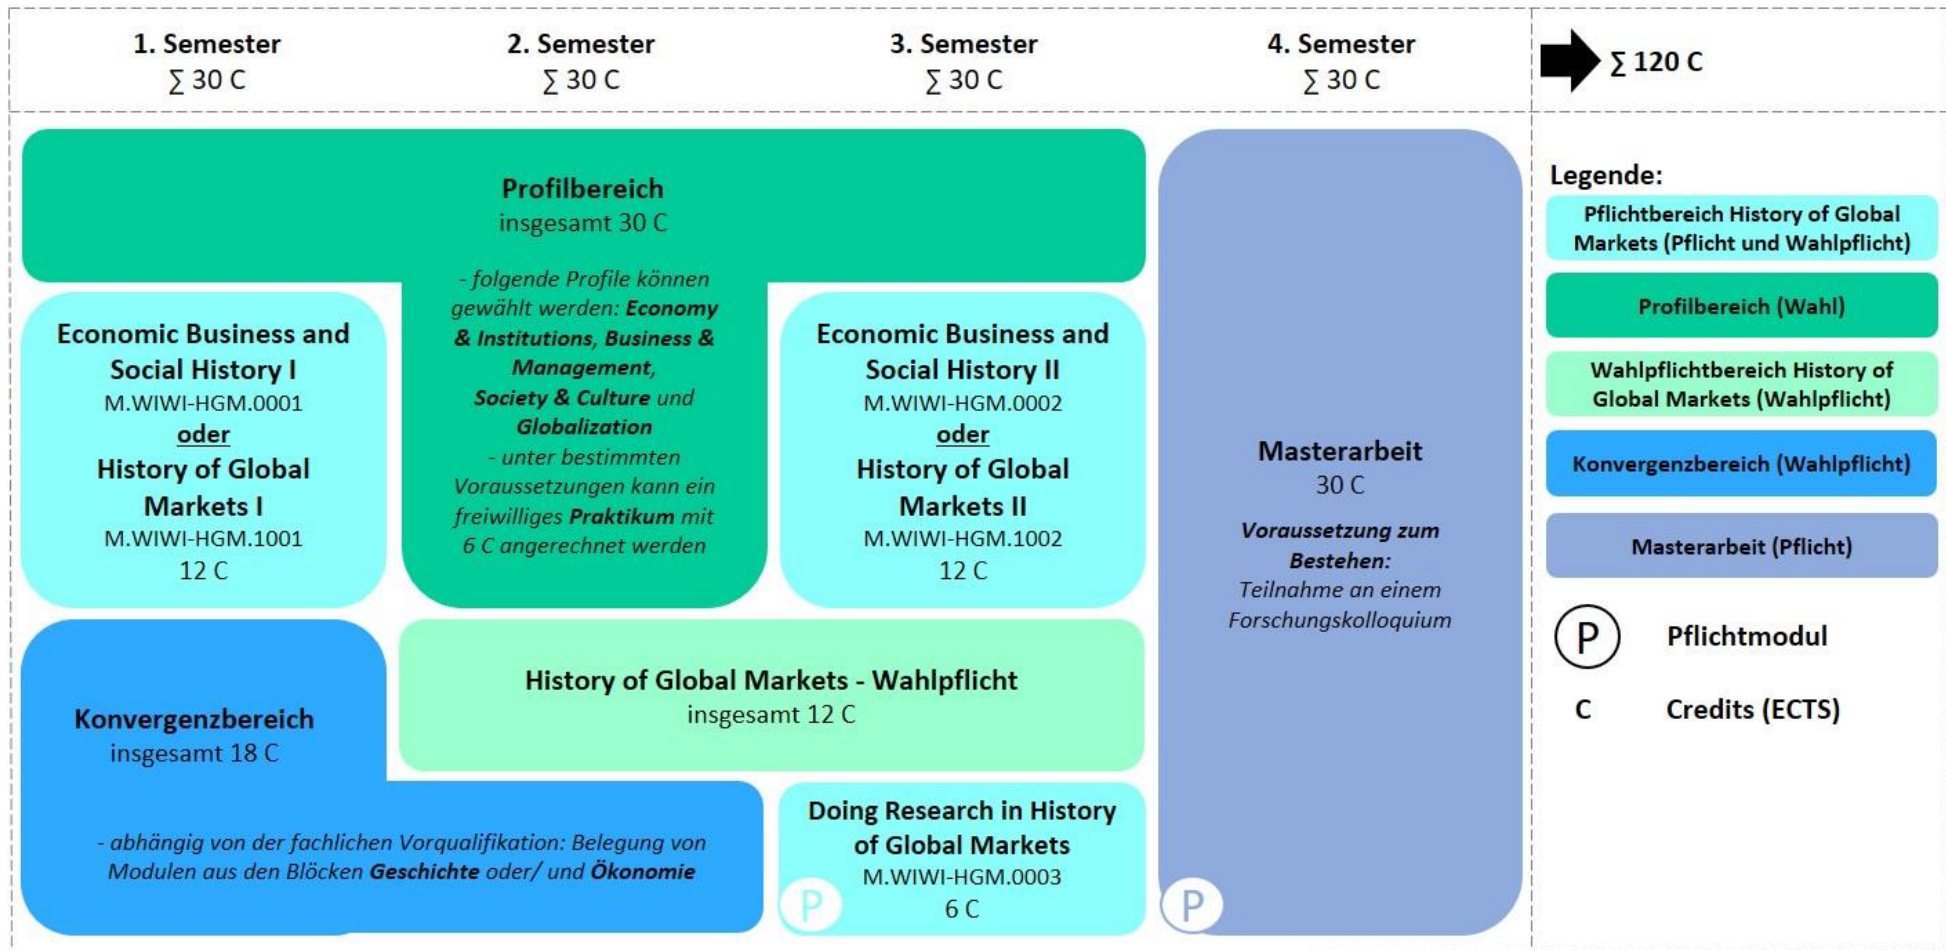 1. Semester
∑ 30 C
2. Semester
∑ 30 C
3. Semester
∑ 30 C
4. Semester
∑ 30 C
∑ 120 C
Profilbereich
insgesamt 30 C
- folgende Profile können
gewählt werden: Economy
& Institutions, Business &
Management,
Society & Culture und
Globalization
- unter bestimmten
Voraussetzungen kann ein
freiwilliges Praktikum mit
6 C angerechnet werden
Economic Business and
Social History I
M.WIWI-HGM.0001
oder
History of Global
Markets I
M.WIWI-HGM.1001
12 C
Economic Business and
Social History II
M.WIWI-HGM.0002
oder
History of Global
Markets II
M.WIWI-HGM.1002
12 C
Konvergenzbereich
insgesamt 18 C
- abhängig von der fachlichen Vorqualifikation: Belegung von
Modulen aus den Blöcken Geschichte oder/ und Ökonomie
History of Global Markets - Wahlpflicht
insgesamt 12 C
Doing Research in History
of Global Markets
M.WIWI-HGM.0003
6 C
P
Masterarbeit
30 C
Voraussetzung zum
Bestehen:
Teilnahme an einem
Forschungskolloquium
P
Legende:
Pflichtbereich History of Global
Markets (Pflicht und Wahlpflicht)
Profilbereich (Wahl)
Wahlpflichtbereich History of
Global Markets (Wahlpflicht)
Konvergenzbereich (Wahlpflicht)
Masterarbeit (Pflicht)
P Pflichtmodul
C Credits (ECTS)